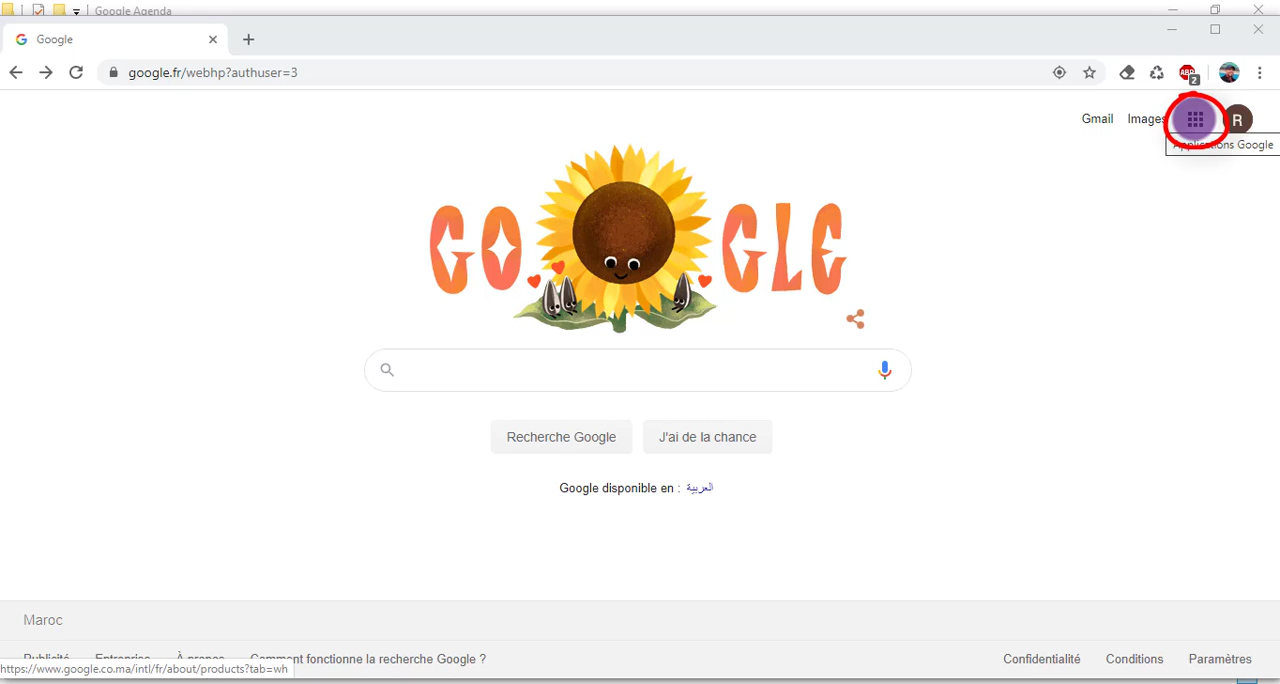 Google Agenda
Google
google.fr/webhp?authuser=3
ABP
2
Gmail Images R
Applications Google
GO GLE
Recherche Google J'ai de la chance
Google disponible en : العربية
Maroc
Publicité Entreprise À propos Comment fonctionne la recherche Google ?
Confidentialité Conditions Paramètres
https://www.google.co.ma/intl/fr/about/products?tab=wh